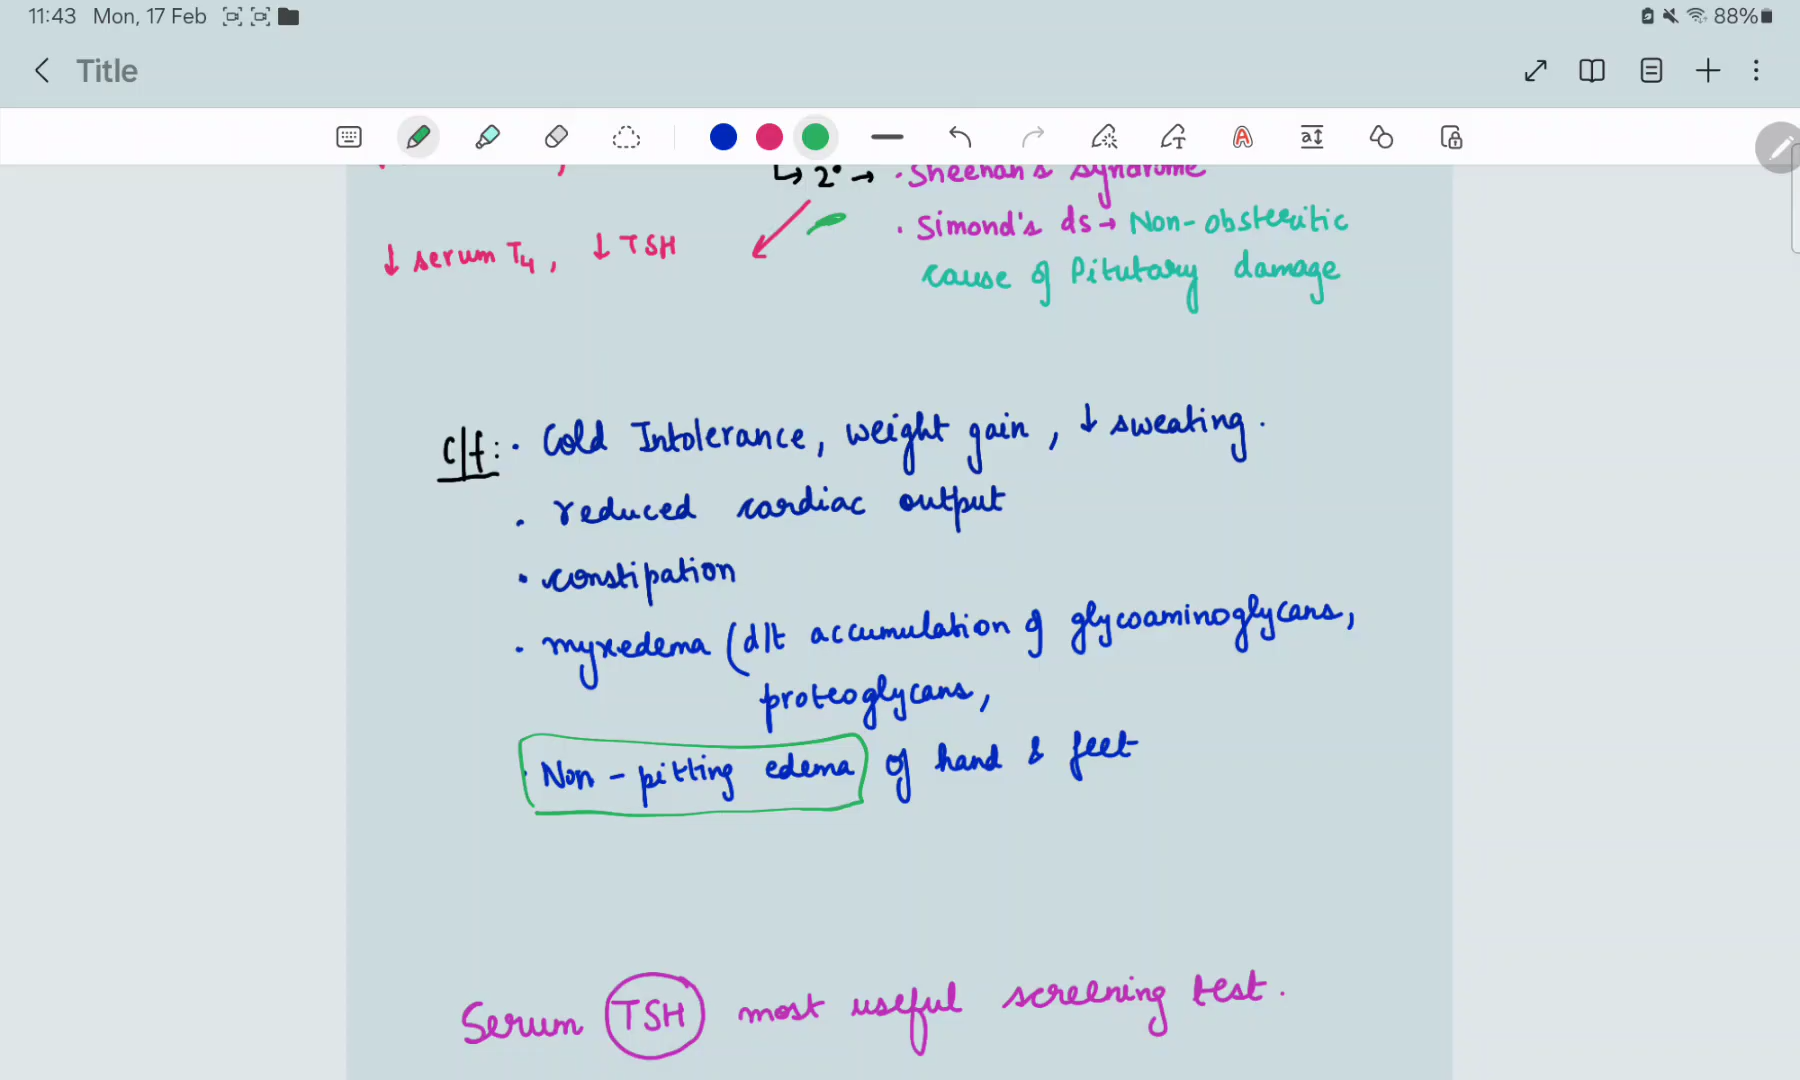 11:43 Mon, 17 Feb 88%
Title
↳ 2° → · Sheehan's syndrome
· Simond's ds → Non-obstertitic
↓ serum T4, ↓ TSH
cause of Pitutary damage
c/f: · Cold Intolerance, weight gain, ↓ sweating.
· reduced cardiac output
· constipation
· myxedema (d/t accumulation of glycoaminoglycans,
proteoglycans,
· Non-pitting edema of hand & feet
Serum TSH most useful screening test.